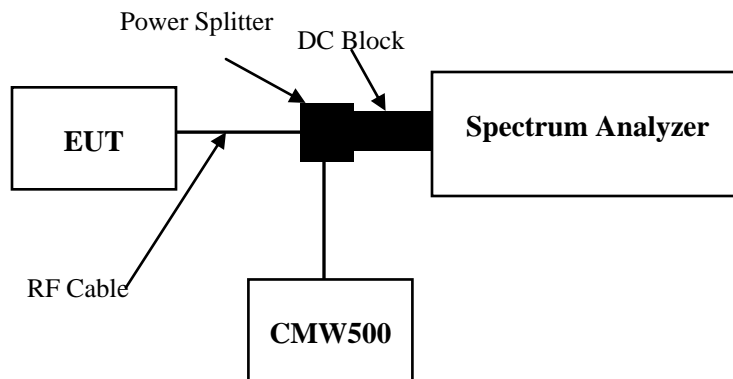 Power Splitter
DC Block
EUT
Spectrum Analyzer
RF Cable
CMW500